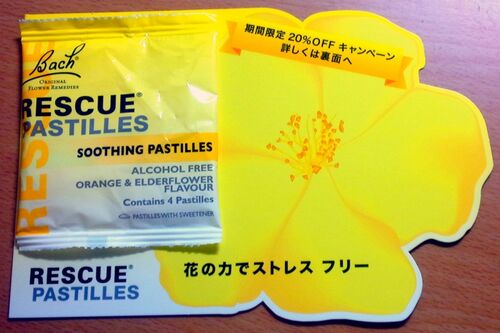 Bach
ORIGINAL
FLOWER REMEDIES
RESCUE®
PASTILLES
SOOTHING PASTILLES
ALCOHOL FREE
ORANGE & ELDERFLOWER
FLAVOUR
Contains 4 Pastilles
PASTILLES WITH SWEETENER
RESCUE
期間限定 20%OFF キャンペーン
詳しくは裏面へ
花の力でストレス フリー
RESCUE®
PASTILLES